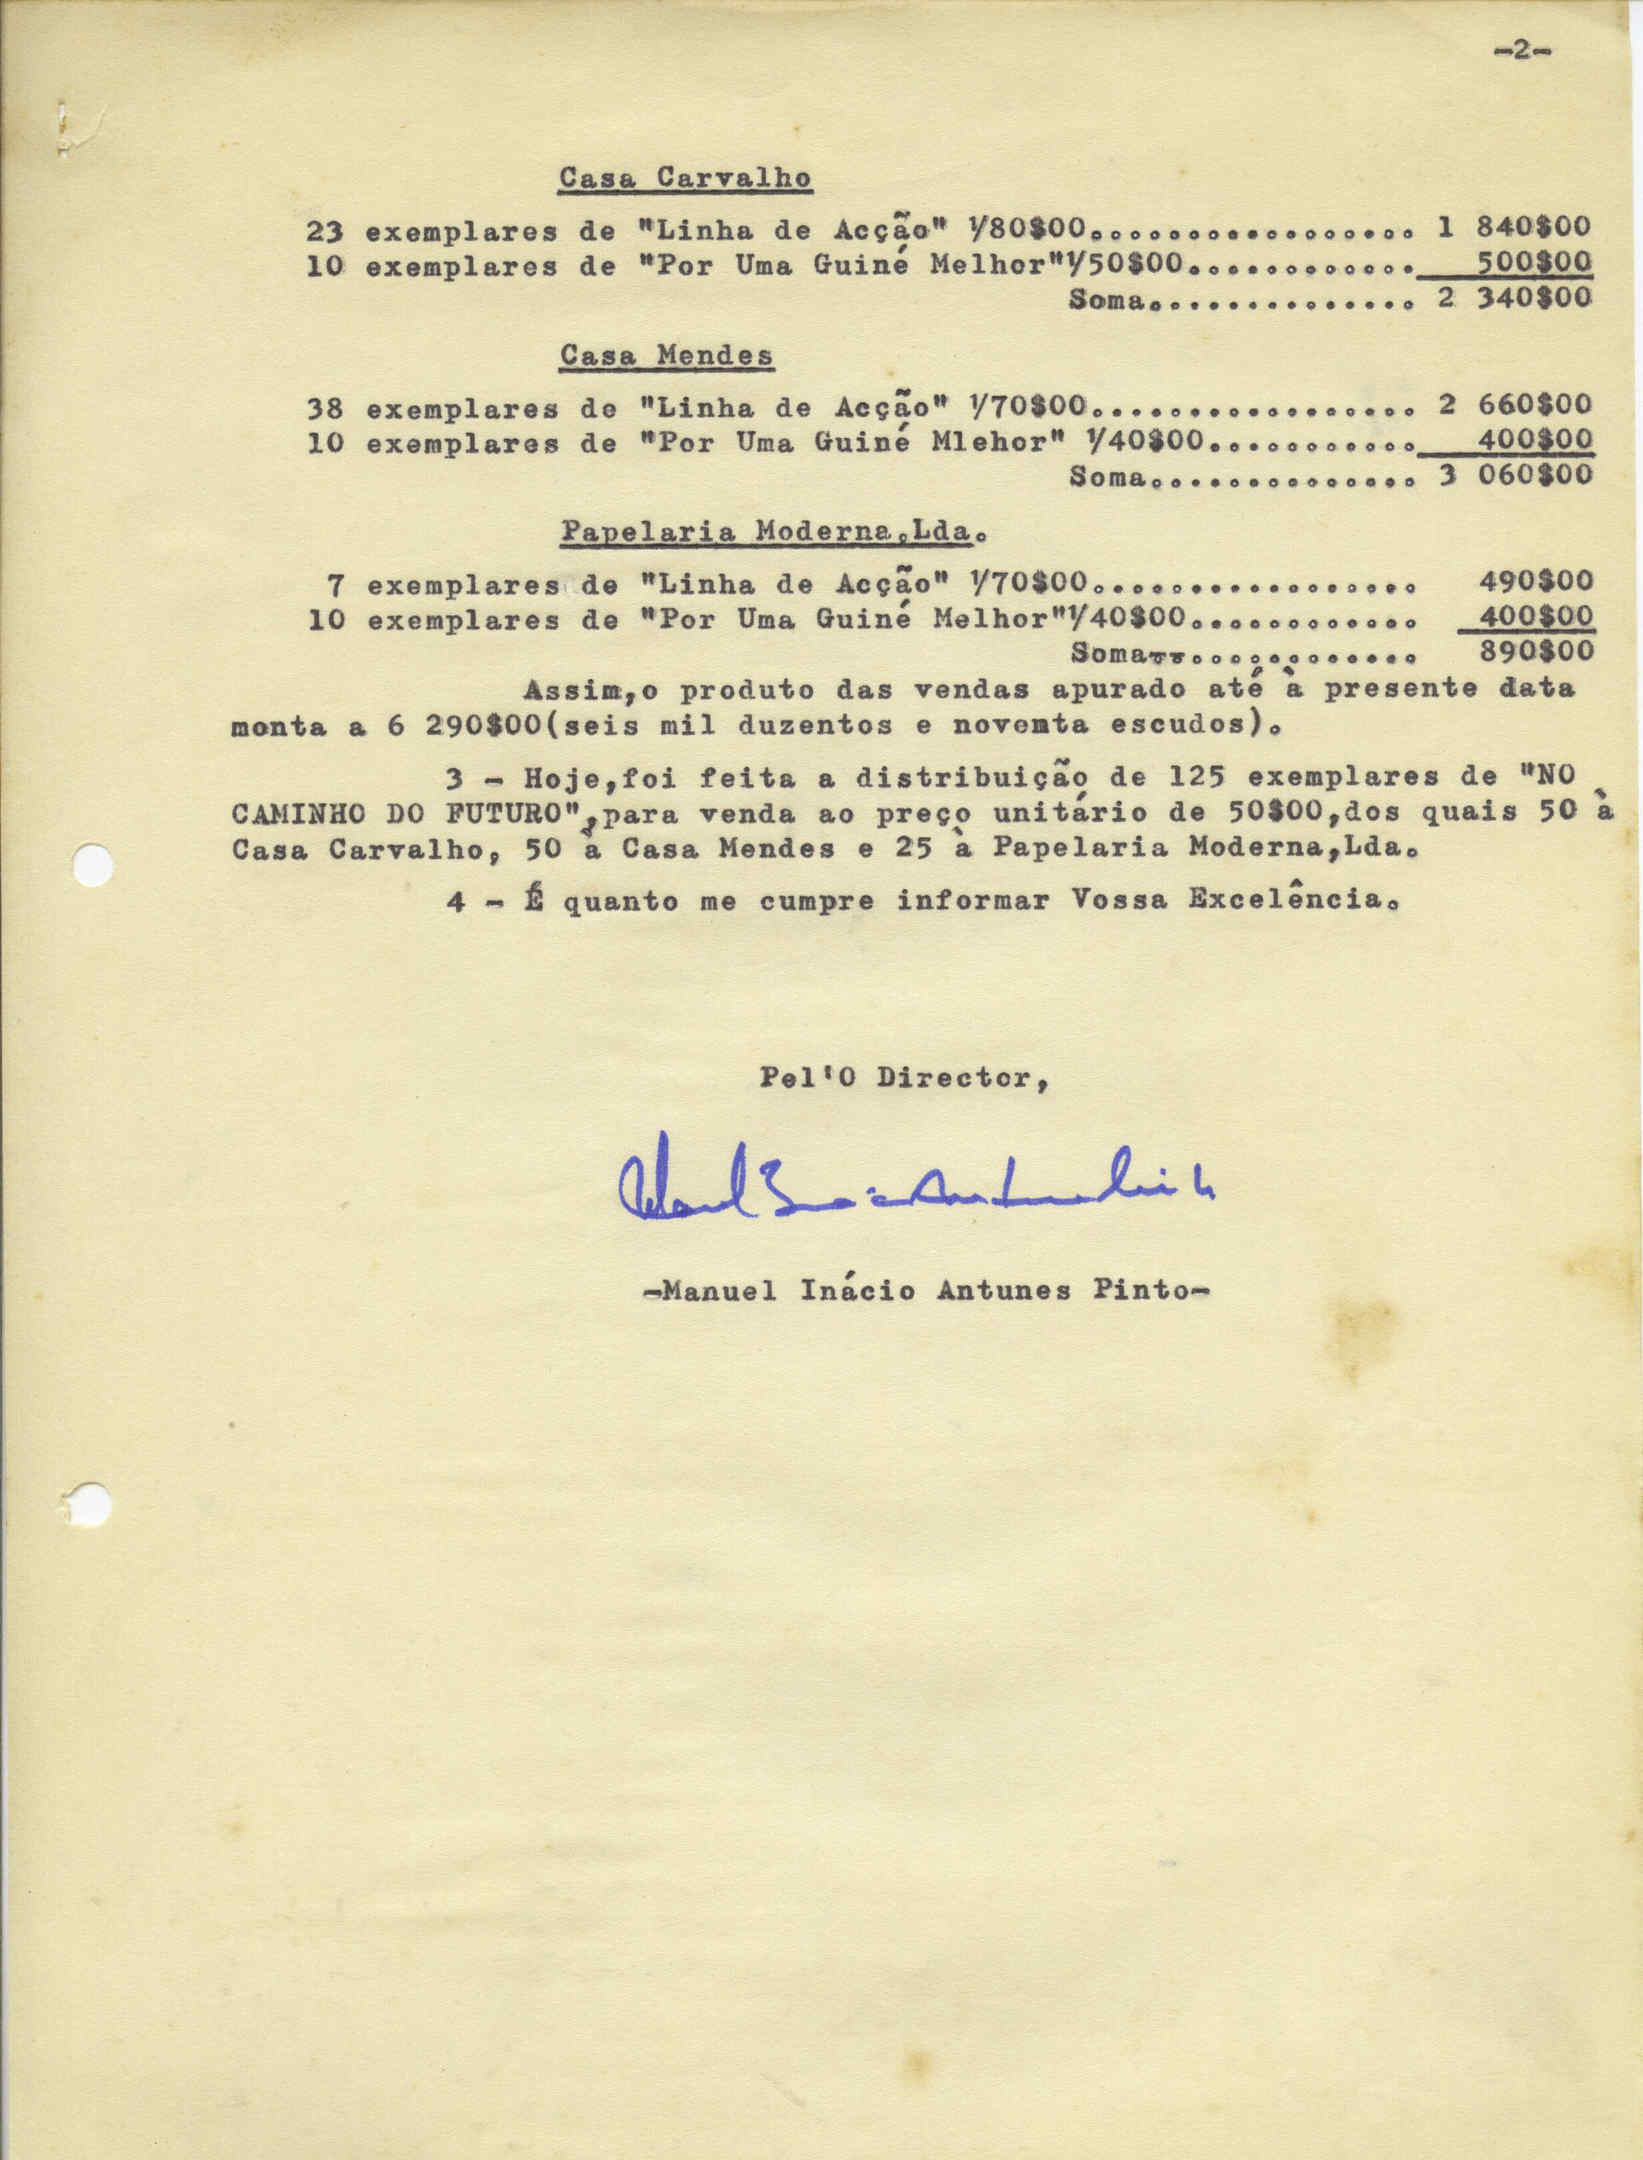 -2-
Casa Carvalho
23 exemplares de "Linha de Acção" 1/80$00................. 1 840$00
10 exemplares de "Por Uma Guiné Melhor"1/50$00............ 500$00
Soma.............. 2 340$00
Casa Mendes
38 exemplares de "Linha de Acção" 1/70$00................. 2 660$00
10 exemplares de "Por Uma Guiné Mlehor" 1/40$00........... 400$00
Soma.............. 3 060$00
Papelaria Moderna.Lda.
7 exemplares de "Linha de Acção" 1/70$00................. 490$00
10 exemplares de "Por Uma Guiné Melhor"1/40$00............ 400$00
Soma.............. 890$00
Assim,o produto das vendas apurado até à presente data
monta a 6 290$00(seis mil duzentos e noventa escudos).
3 - Hoje,foi feita a distribuição de 125 exemplares de "NO
CAMINHO DO FUTURO",para venda ao preço unitário de 50$00,dos quais 50 à
Casa Carvalho, 50 à Casa Mendes e 25 à Papelaria Moderna,Lda.
4 - É quanto me cumpre informar Vossa Excelência.
Pel'O Director,
-Manuel Inácio Antunes Pinto-